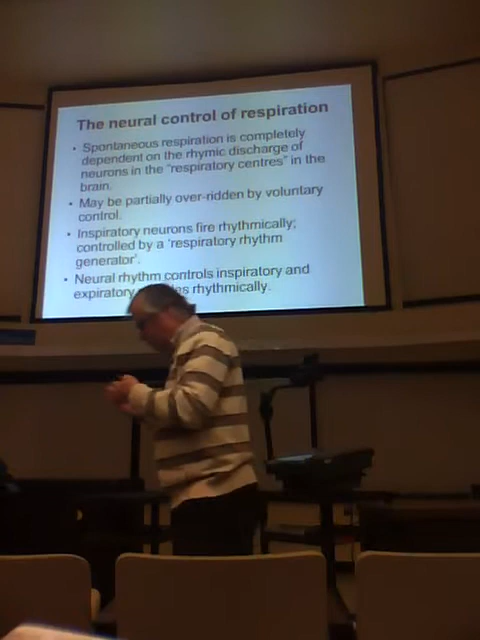 The neural control of respiration
• Spontaneous respiration is completely
dependent on the rhymic discharge of
neurons in the "respiratory centres" in the
brain.
• May be partially over-ridden by voluntary
control.
• Inspiratory neurons fire rhythmically;
controlled by a 'respiratory rhythm
generator'.
• Neural rhythm controls inspiratory and
expiratory rhythmically.